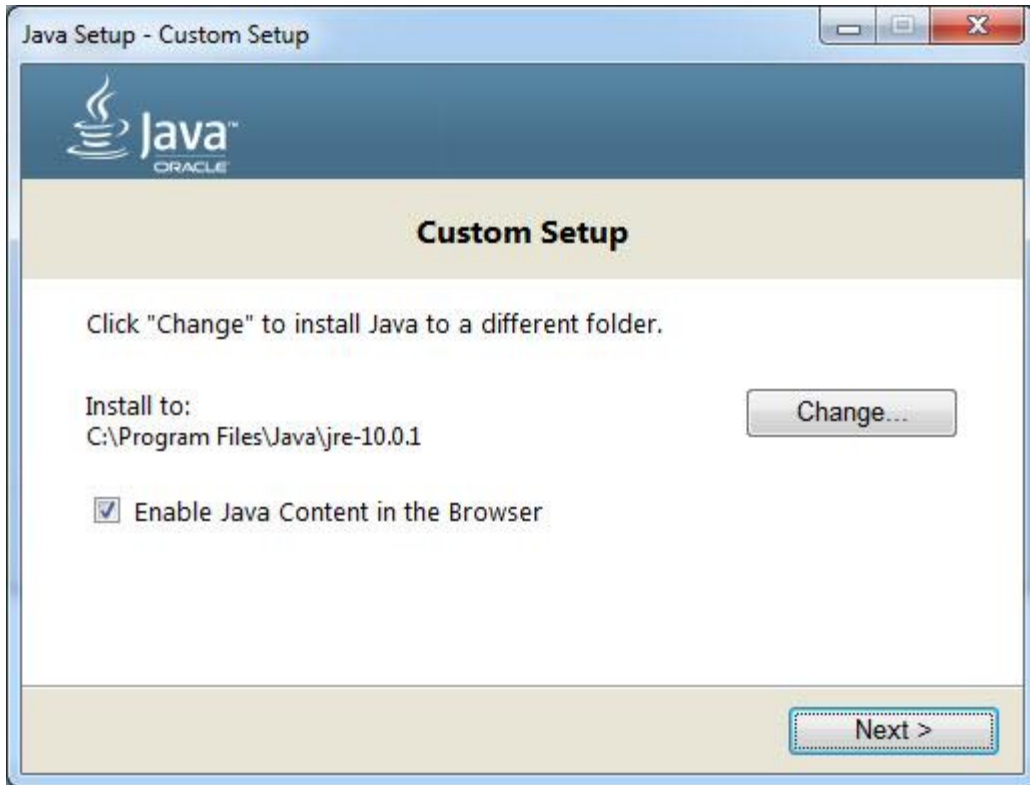 Java Setup - Custom Setup
Java™
ORACLE
Custom Setup
Click "Change" to install Java to a different folder.
Install to:
Change...
C:\Program Files\Java\jre-10.0.1
Enable Java Content in the Browser
Next >